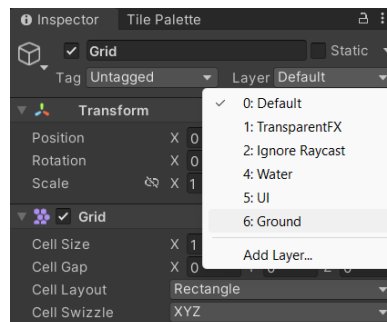 Inspector Tile Palette
Grid Static
Tag Untagged Layer Default
0: Default
1: TransparentFX
2: Ignore Raycast
4: Water
5: UI
6: Ground
Add Layer...
Transform
Position X 0
Rotation X 0
Scale X 1
Grid
Cell Size X 1
Cell Gap X 0
Cell Layout Rectangle
Cell Swizzle XYZ